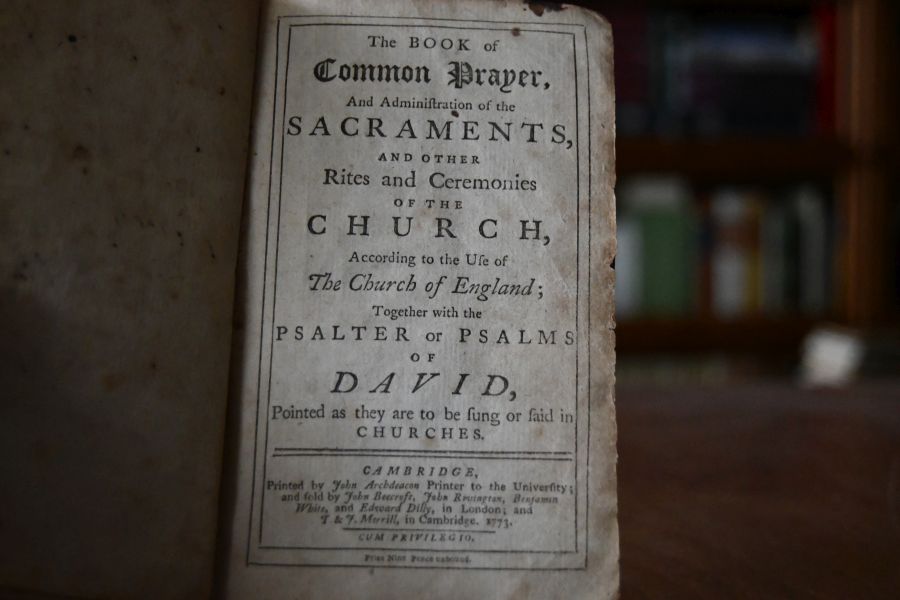 The BOOK of
Common Prayer,
And Adminiſtration of the
SACRAMENTS,
AND OTHER
Rites and Ceremonies
OF THE
CHURCH,
According to the Uſe of
The Church of England;
Together with the
PSALTER or PSALMS
OF
DAVID,
Pointed as they are to be ſung or ſaid in
CHURCHES.
CAMBRIDGE,
Printed by John Archdeacon Printer to the Univerſity;
and ſold by John Beecroft, John Rivington, Benjamin
White, and Edward Dilly, in London; and
T. & J. Merrill, in Cambridge. 1773.
CUM PRIVILEGIO.
Price Nine Pence unbound.